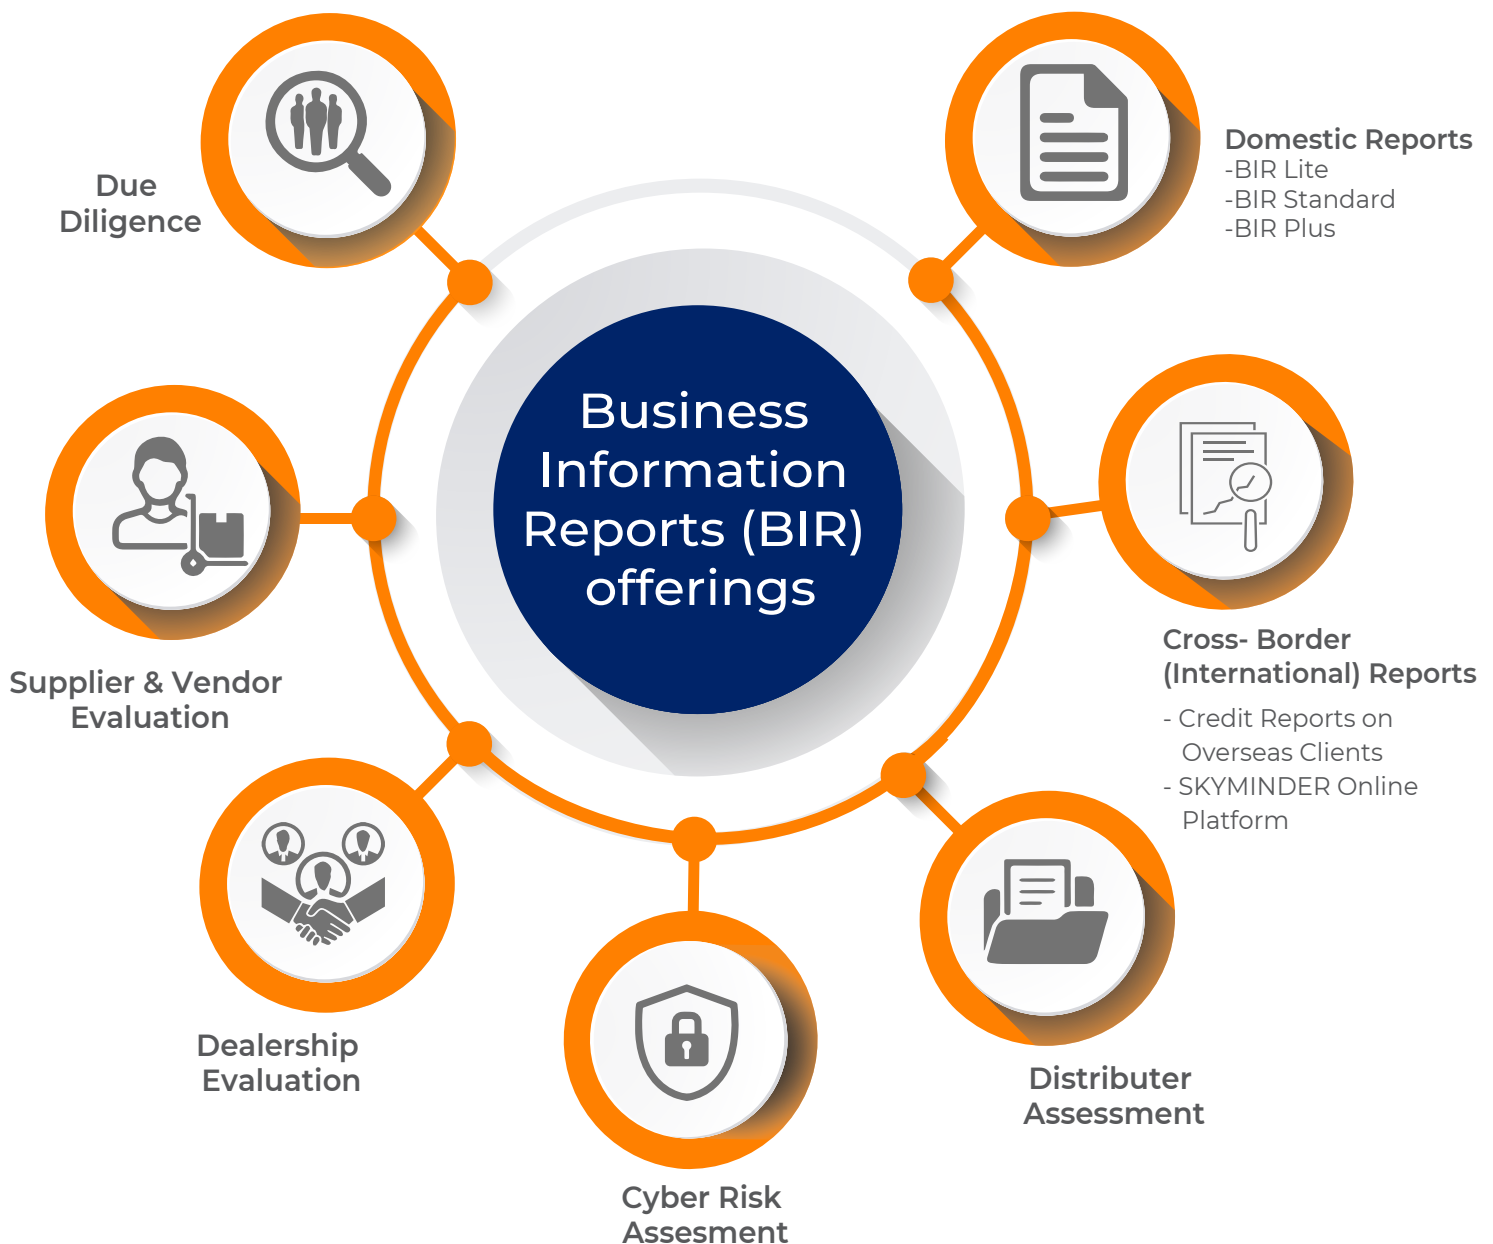 Business
Information
Reports (BIR)
offerings
Domestic Reports
-BIR Lite
-BIR Standard
-BIR Plus
Cross- Border
(International) Reports
- Credit Reports on
Overseas Clients
- SKYMINDER Online
Platform
Distributer
Assessment
Cyber Risk
Assesment
Dealership
Evaluation
Supplier & Vendor
Evaluation
Due
Diligence